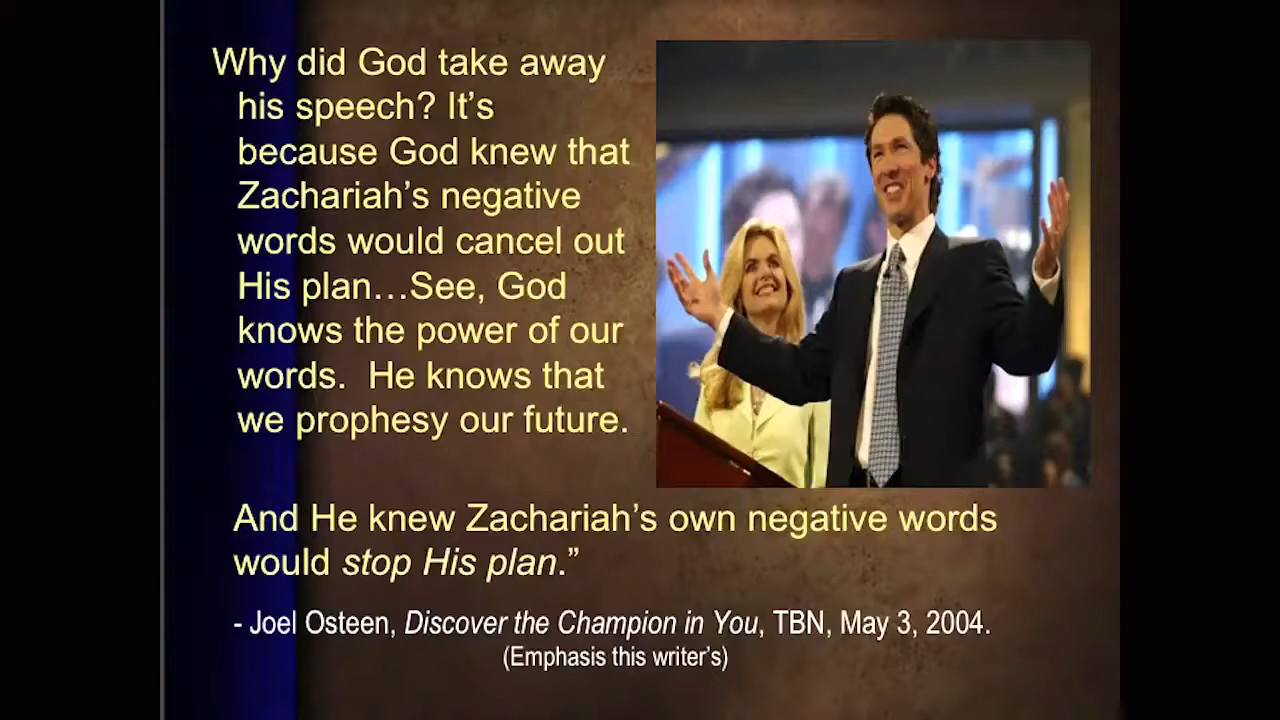 Why did God take away
his speech? It’s
because God knew that
Zachariah’s negative
words would cancel out
His plan…See, God
knows the power of our
words.  He knows that
we prophesy our future.
And He knew Zachariah’s own negative words
would stop His plan.”
- Joel Osteen, Discover the Champion in You, TBN, May 3, 2004.
(Emphasis this writer’s)